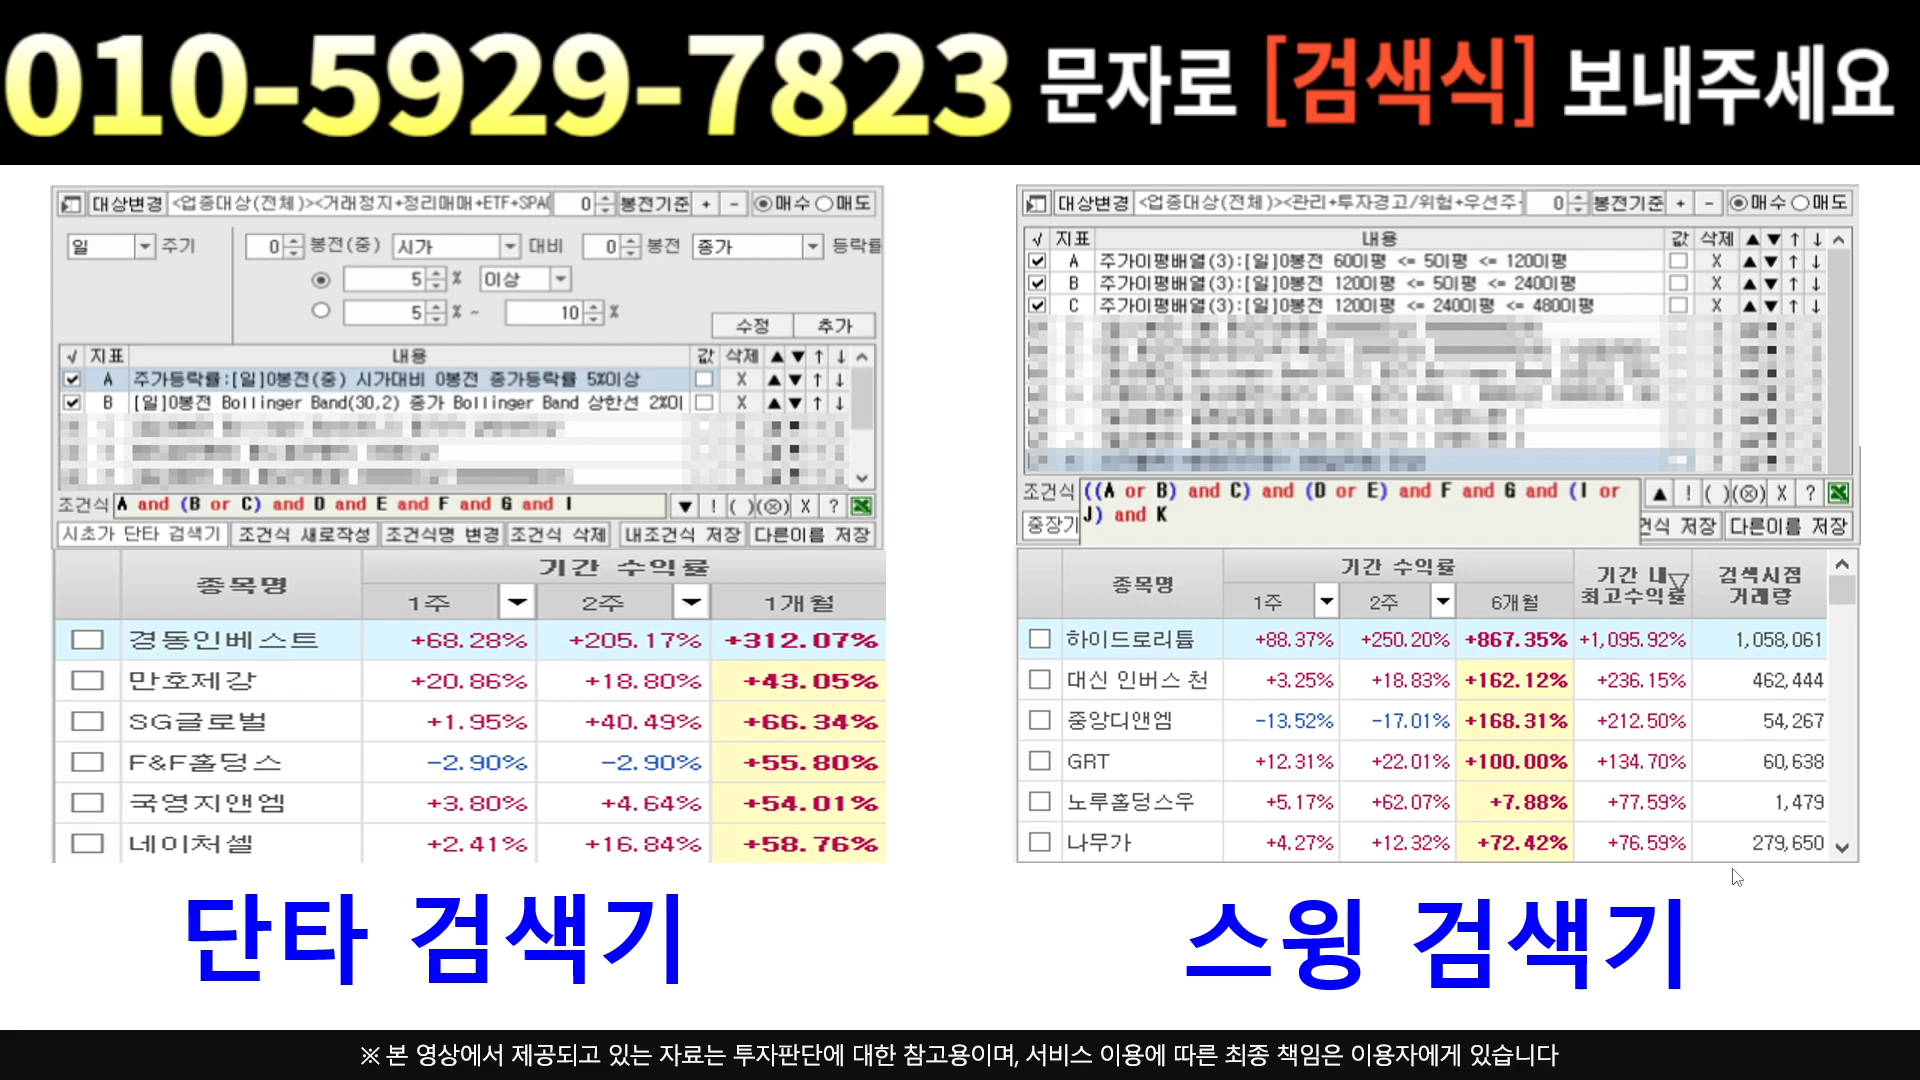 010-5929-7823 문자로 [검색식] 보내주세요
대상변경 <업종대상(전체)><거래정지+정리매매+ETF+SPA 0 봉전기준 + - 매수 매도
일 주기 0 봉전(중) 시가 대비 0 봉전 종가 등락률
5 % 이상
5 % ~ 10 %
수정 추가
√ 지표 내용 값 삭제 ▲ ▼ ↑ ↓
A 주가등락률:[일]0봉전(중) 시가대비 0봉전 종가등락률 5%이상 X ▲ ▼ ↑ ↓
B [일]0봉전 Bollinger Band(30,2) 종가 Bollinger Band 상한선 2%이 X ▲ ▼ ↑ ↓
조건식 A and (B or C) and D and E and F and G and I ▼ ! ( ) (⊗) X ?
시초가 단타 검색기 조건식 새로작성 조건식명 변경 조건식 삭제 내조건식 저장 다른이름 저장
종목명 기간 수익률
1주 2주 1개월
경동인베스트 +68.28% +205.17% +312.07%
만호제강 +20.86% +18.80% +43.05%
SG글로벌 +1.95% +40.49% +66.34%
F&F홀딩스 -2.90% -2.90% +55.80%
국영지앤엠 +3.80% +4.64% +54.01%
네이처셀 +2.41% +16.84% +58.76%
단타 검색기
대상변경 <업종대상(전체)><관리+투자경고/위험+우선주+ 0 봉전기준 + - 매수 매도
√ 지표 내용 값 삭제 ▲ ▼ ↑ ↓
A 주가이평배열(3):[일]0봉전 60이평 <= 5이평 <= 120이평 X ▲ ▼ ↑ ↓
B 주가이평배열(3):[일]0봉전 120이평 <= 5이평 <= 240이평 X ▲ ▼ ↑ ↓
C 주가이평배열(3):[일]0봉전 120이평 <= 240이평 <= 480이평 X ▲ ▼ ↑ ↓
조건식 ((A or B) and C) and (D or E) and F and G and (I or ▲ ! ( ) (⊗) X ?
중장기 J) and K 건식 저장 다른이름 저장
종목명 기간 수익률 기간 내 최고수익률 검색시점 거래량
1주 2주 6개월
하이드로리튬 +88.37% +250.20% +867.35% +1,095.92% 1,058,061
대신 인버스 천 +3.25% +18.83% +162.12% +236.15% 462,444
중앙디앤엠 -13.52% -17.01% +168.31% +212.50% 54,267
GRT +12.31% +22.01% +100.00% +134.70% 60,638
노루홀딩스우 +5.17% +62.07% +7.88% +77.59% 1,479
나무가 +4.27% +12.32% +72.42% +76.59% 279,650
스윙 검색기
※ 본 영상에서 제공되고 있는 자료는 투자판단에 대한 참고용이며, 서비스 이용에 따른 최종 책임은 이용자에게 있습니다